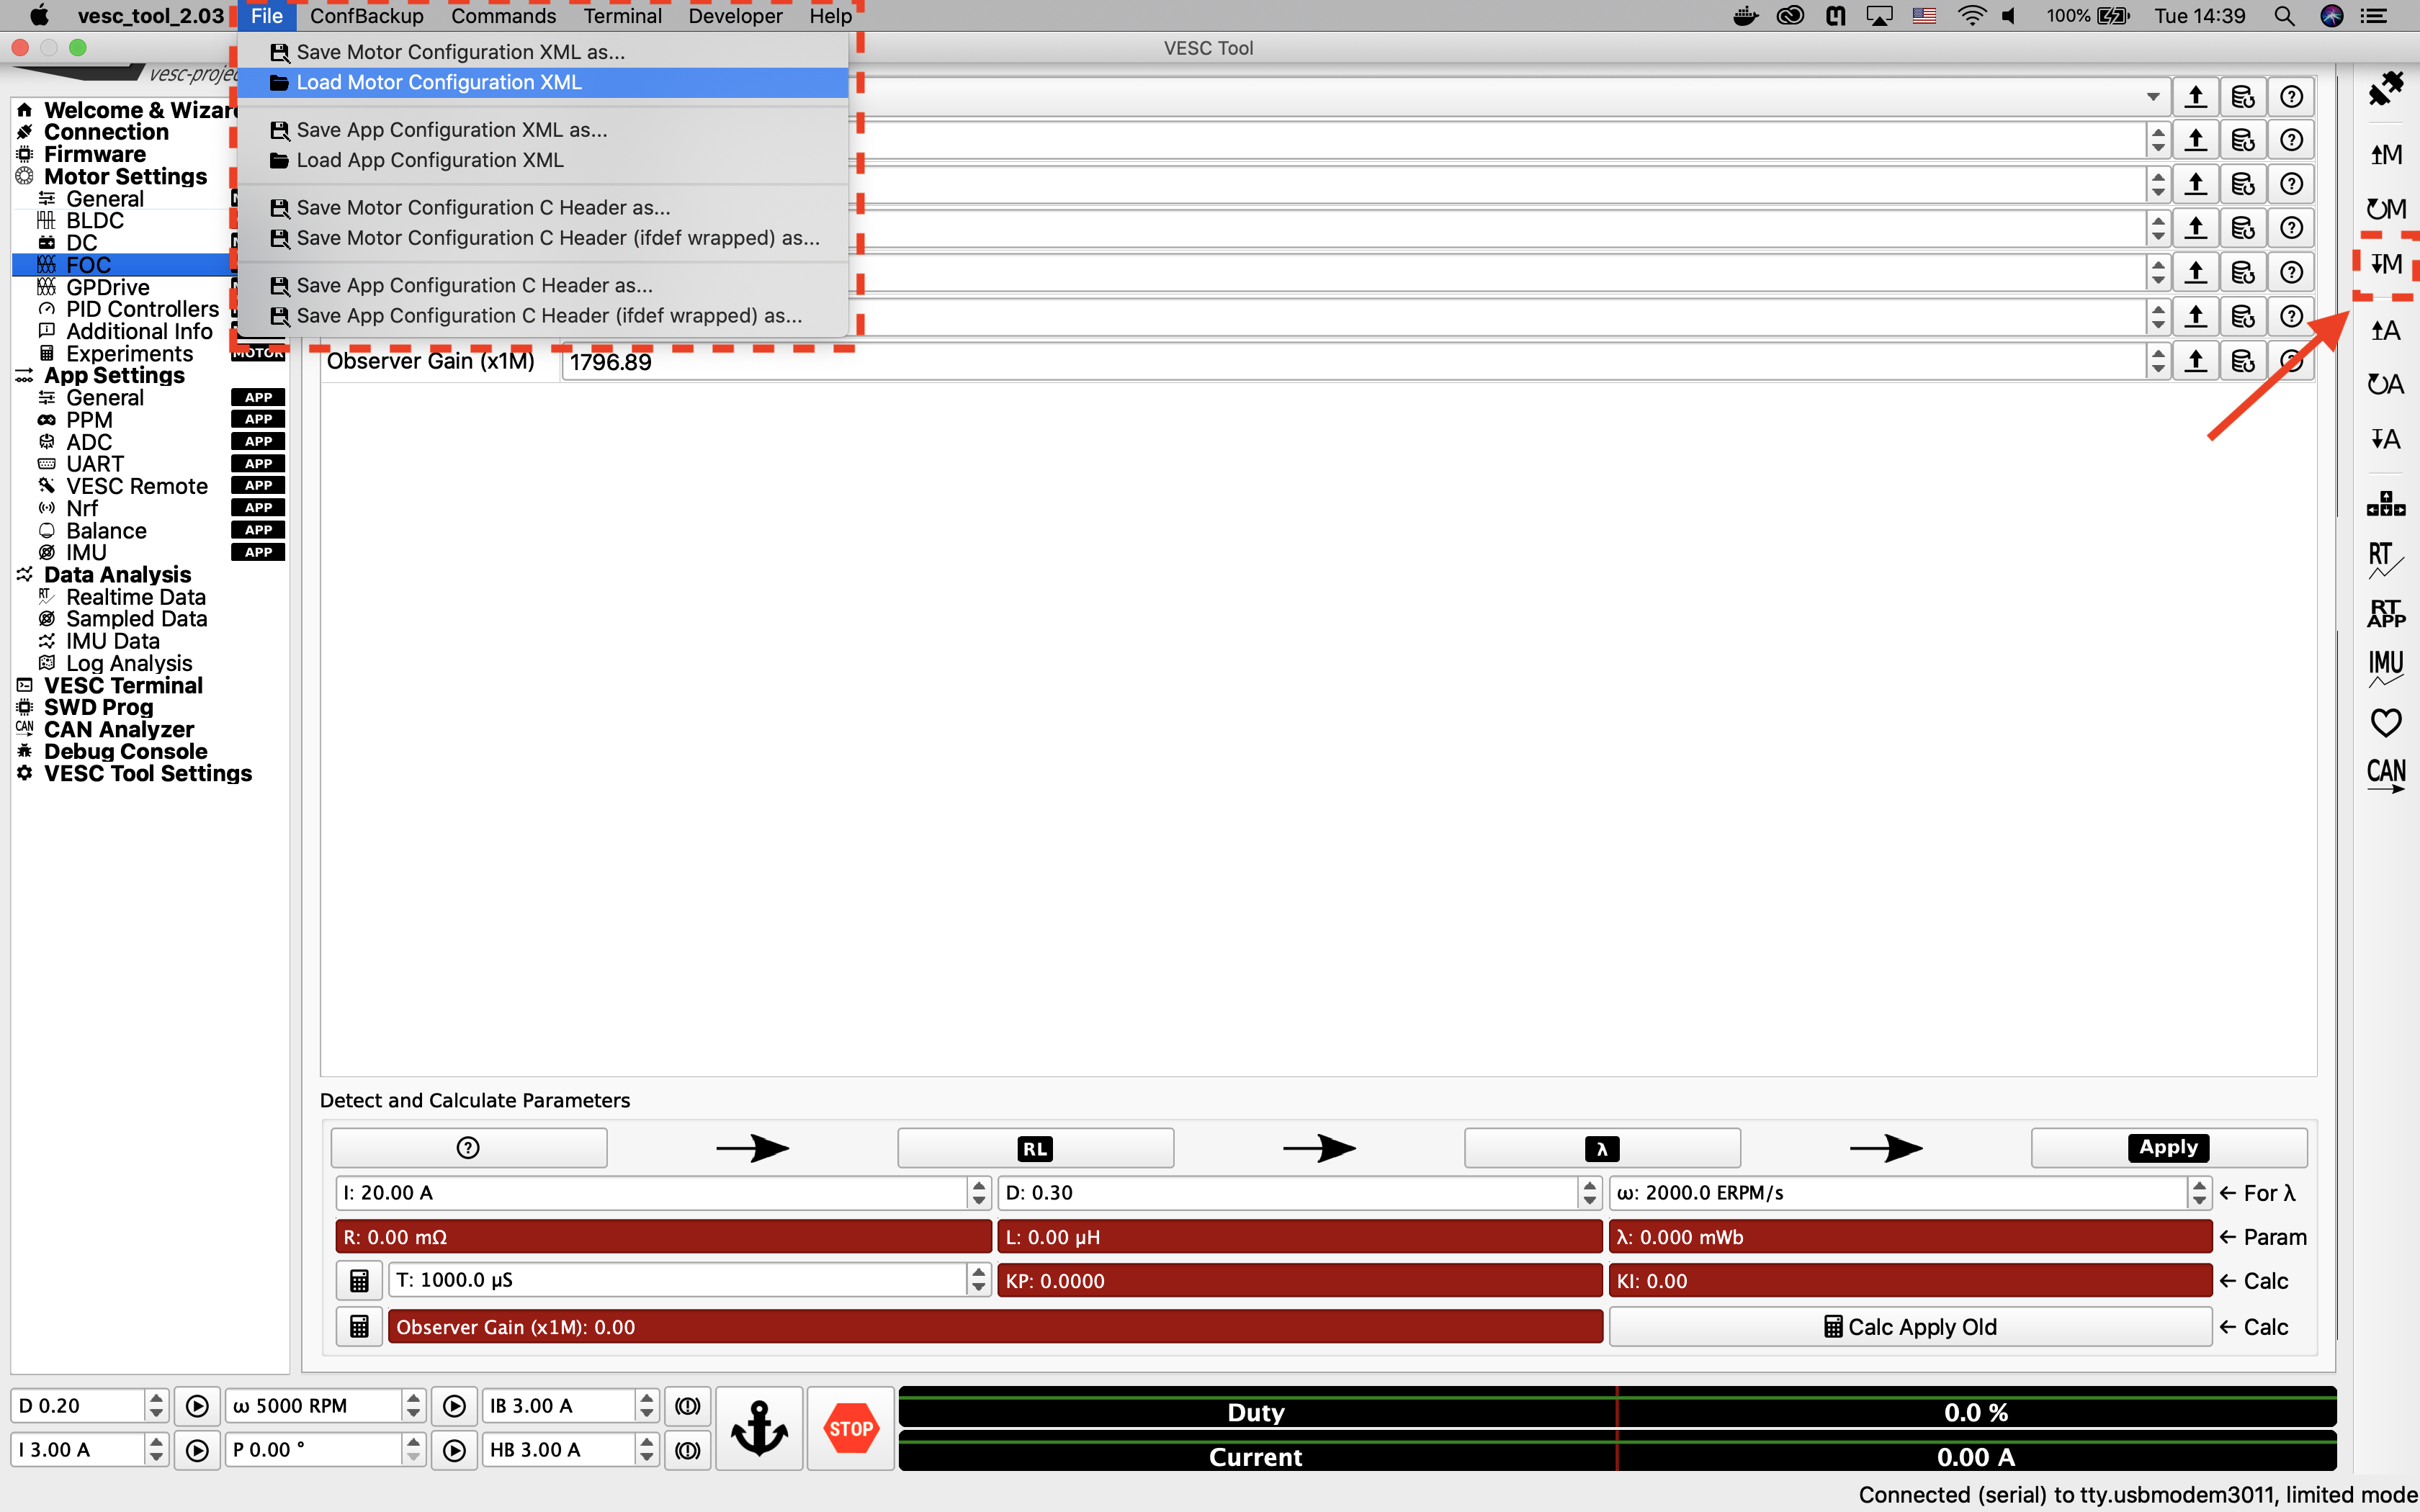 vesc_tool_2.03 File ConfBackup Commands Terminal Developer Help 100% Tue 14:39
VESC Tool
vesc-projec
Save Motor Configuration XML as...
Load Motor Configuration XML
Save App Configuration XML as...
Load App Configuration XML
Save Motor Configuration C Header as...
Save Motor Configuration C Header (ifdef wrapped) as...
Save App Configuration C Header as...
Save App Configuration C Header (ifdef wrapped) as...
Welcome & Wizar
Connection
Firmware
Motor Settings
General
BLDC
DC
FOC
GPDrive
PID Controllers
Additional Info
Experiments MOTOR
App Settings
General APP
PPM APP
ADC APP
UART APP
VESC Remote APP
Nrf APP
Balance APP
IMU APP
Data Analysis
RT Realtime Data
Sampled Data
IMU Data
Log Analysis
VESC Terminal
SWD Prog
CAN CAN Analyzer
Debug Console
VESC Tool Settings
Observer Gain (x1M) 1796.89
M
M
M
A
A
A
RT
RT
APP
IMU
CAN
Detect and Calculate Parameters
RL λ Apply
I: 20.00 A D: 0.30 ω: 2000.0 ERPM/s ← For λ
R: 0.00 mΩ L: 0.00 µH λ: 0.000 mWb ← Param
T: 1000.0 µS KP: 0.0000 KI: 0.00 ← Calc
Observer Gain (x1M): 0.00 Calc Apply Old ← Calc
D 0.20 ω 5000 RPM IB 3.00 A
I 3.00 A P 0.00 ° HB 3.00 A
STOP
Duty 0.0 %
Current 0.00 A
Connected (serial) to tty.usbmodem3011, limited mode